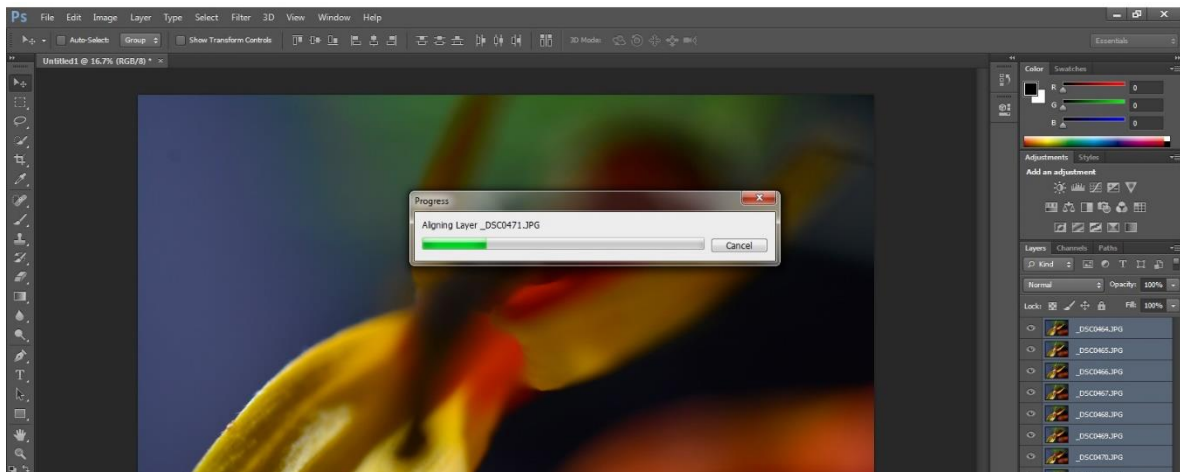 Ps File Edit Image Layer Type Select Filter 3D View Window Help
Auto-Select: Group Show Transform Controls 3D Mode: Essentials
Untitled1 @ 16.7% (RGB/8) * ×
Color Swatches
R 0
G 0
B 0
Adjustments Styles
Add an adjustment
Progress
Aligning Layer _DSC0471.JPG
Cancel
Layers Channels Paths
Kind
Normal Opacity: 100%
Lock: Fill: 100%
_DSC0464.JPG
_DSC0465.JPG
_DSC0466.JPG
_DSC0467.JPG
_DSC0468.JPG
_DSC0469.JPG
_DSC0470.JPG